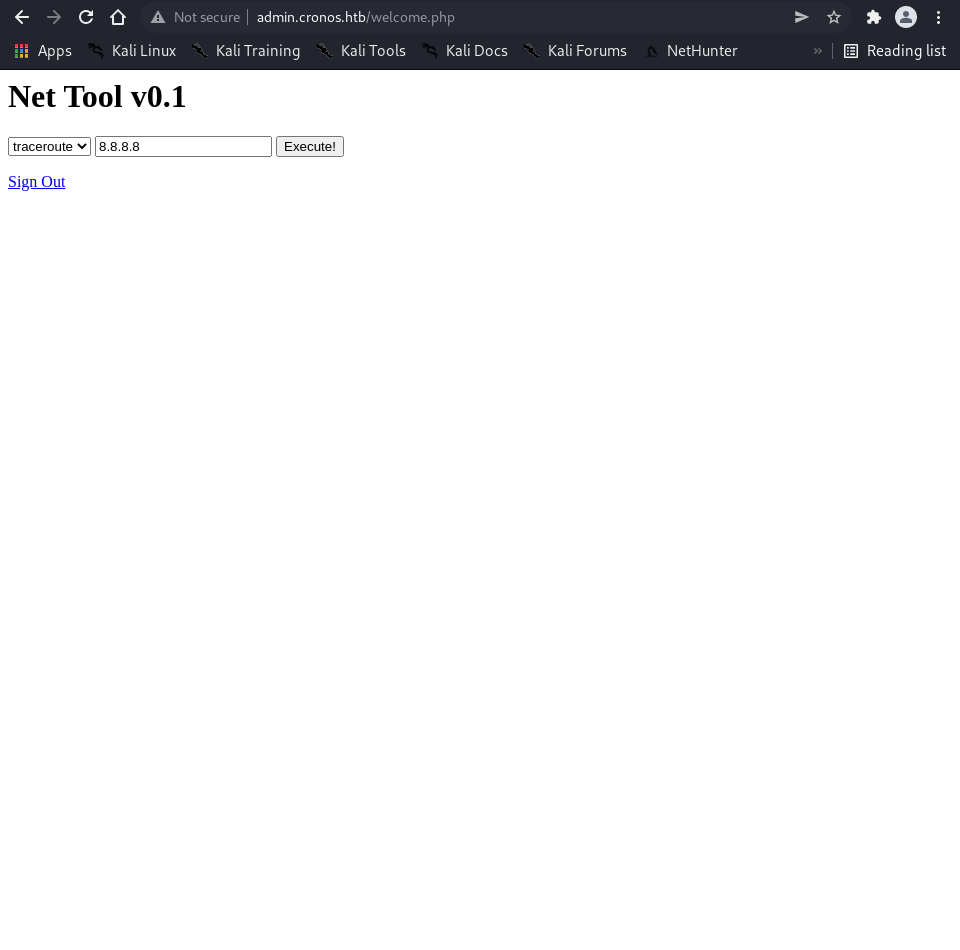 Not secure admin.cronos.htb/welcome.php
Apps Kali Linux Kali Training Kali Tools Kali Docs Kali Forums NetHunter » Reading list
Net Tool v0.1
traceroute 8.8.8.8 Execute!
Sign Out